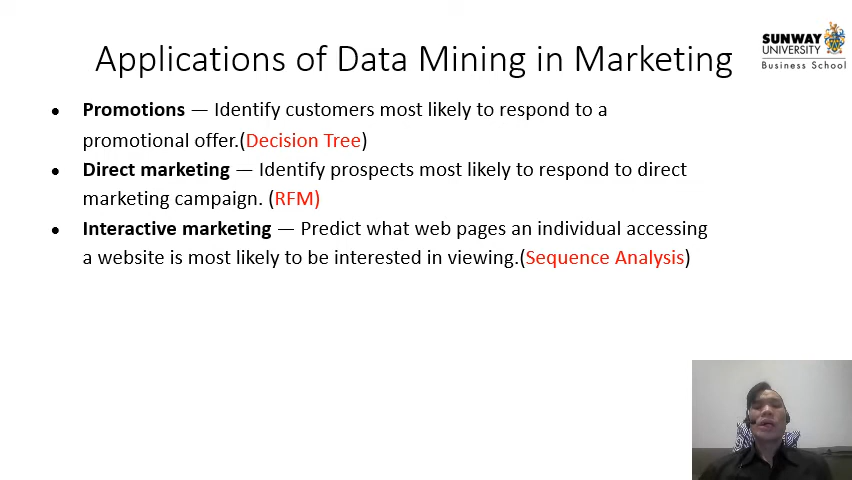 Applications of Data Mining in Marketing
SUNWAY
UNIVERSITY
Business School
• Promotions — Identify customers most likely to respond to a
promotional offer.(Decision Tree)
• Direct marketing — Identify prospects most likely to respond to direct
marketing campaign. (RFM)
• Interactive marketing — Predict what web pages an individual accessing
a website is most likely to be interested in viewing.(Sequence Analysis)